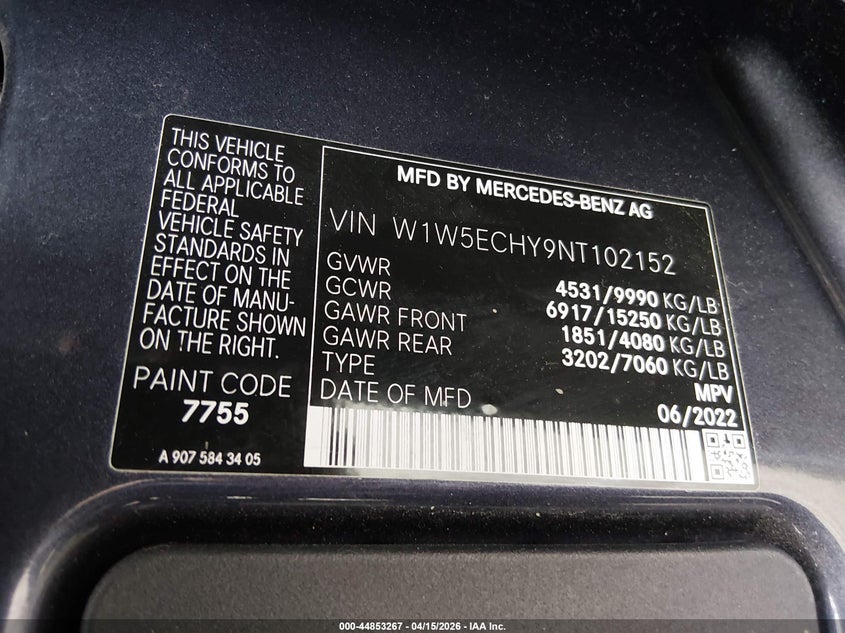 THIS VEHICLE
CONFORMS TO
ALL APPLICABLE
FEDERAL
VEHICLE SAFETY
STANDARDS IN
EFFECT ON THE
DATE OF MANU-
FACTURE SHOWN
ON THE RIGHT.
PAINT CODE
7755
A 907 584 34 05
MFD BY MERCEDES-BENZ AG
VIN W1W5ECHY9NT102152
GVWR 4531/9990 KG/LB
GCWR 6917/15250 KG/LB
GAWR FRONT 1851/4080 KG/LB
GAWR REAR 3202/7060 KG/LB
TYPE MPV
DATE OF MFD 06/2022
000-44853267 - 04/15/2026 - IAA Inc.